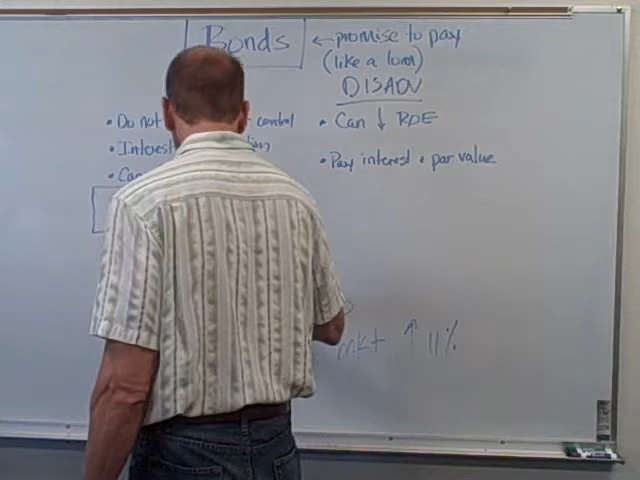 Bonds ← promise to pay
(like a loan)
DISADV
• Do not control
• Interest
• Can ↓ ROE
• Pay interest + par value
mkt ↑ 11%